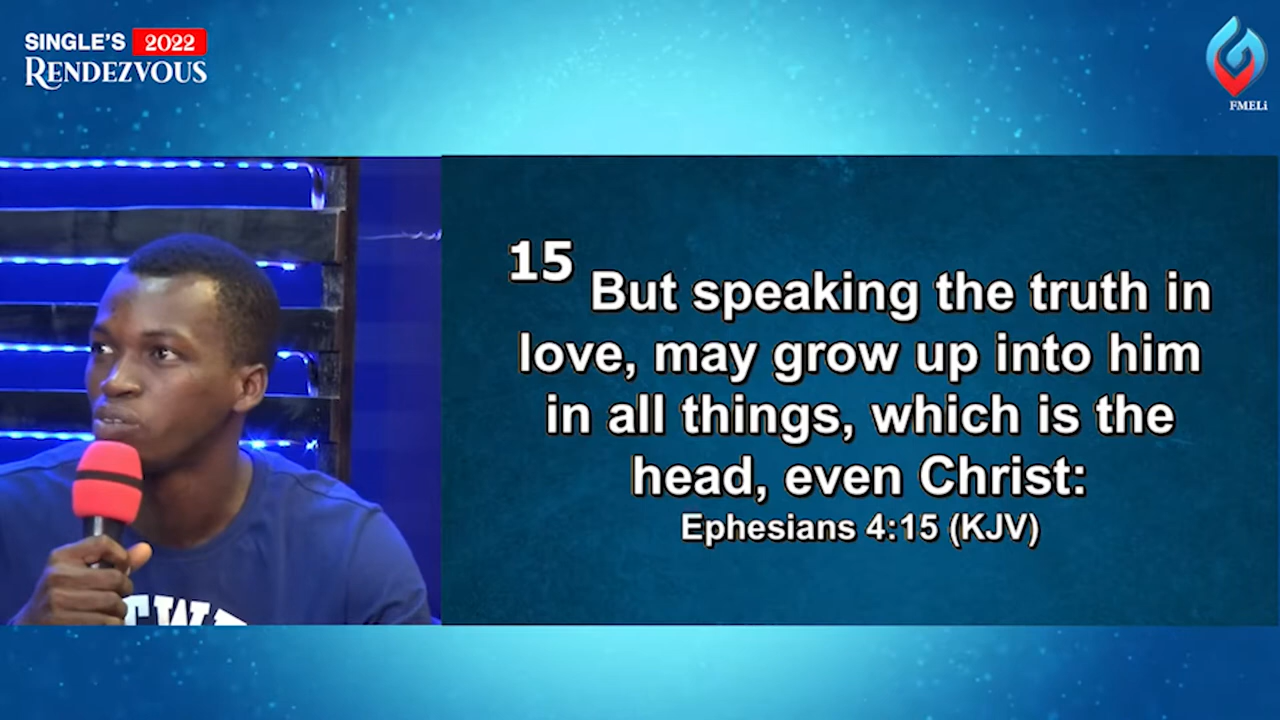 SINGLE'S 2022
RENDEZVOUS
FMELi
15 But speaking the truth in
love, may grow up into him
in all things, which is the
head, even Christ:
Ephesians 4:15 (KJV)